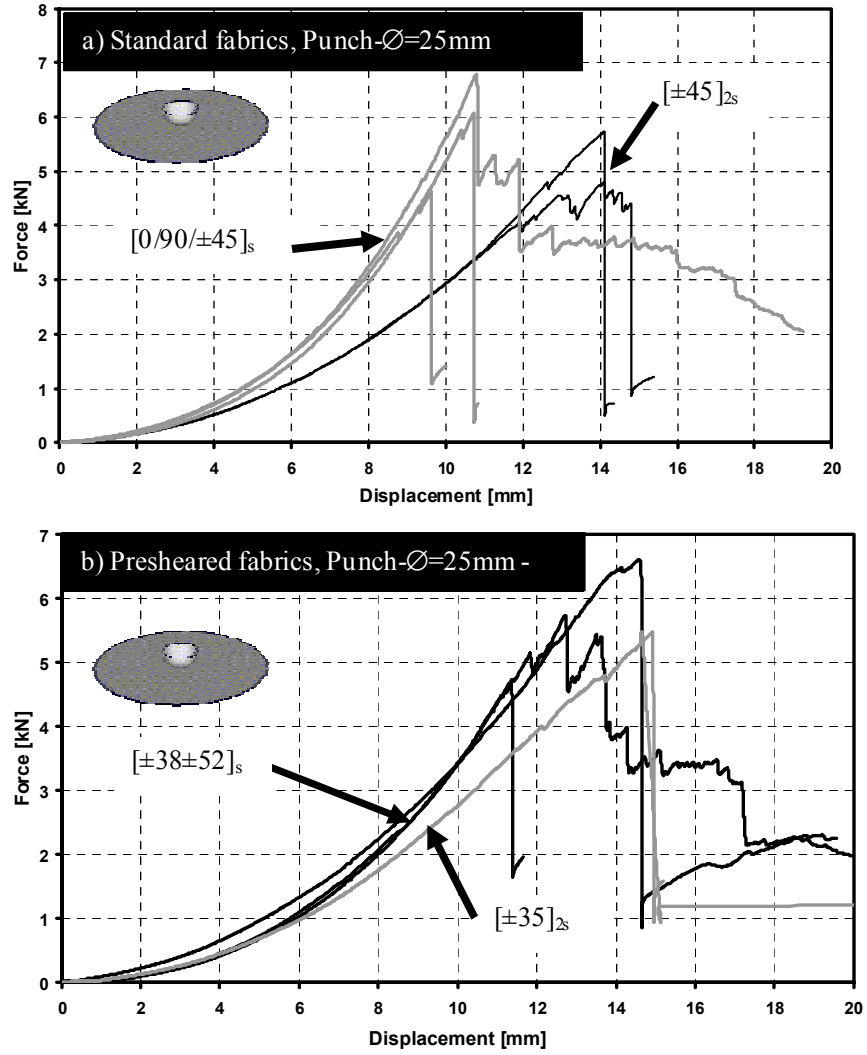 a) Standard fabrics, Punch-Ø=25mm
8
7
6
5
4
3
2
1
0
Force [kN]
[±45]2s
[0/90/±45]s
0 2 4 6 8 10 12 14 16 18 20
Displacement [mm]
b) Presheared fabrics, Punch-Ø=25mm -
7
6
5
4
3
2
1
0
Force [kN]
[±38±52]s
[±35]2s
0 2 4 6 8 10 12 14 16 18 20
Displacement [mm]